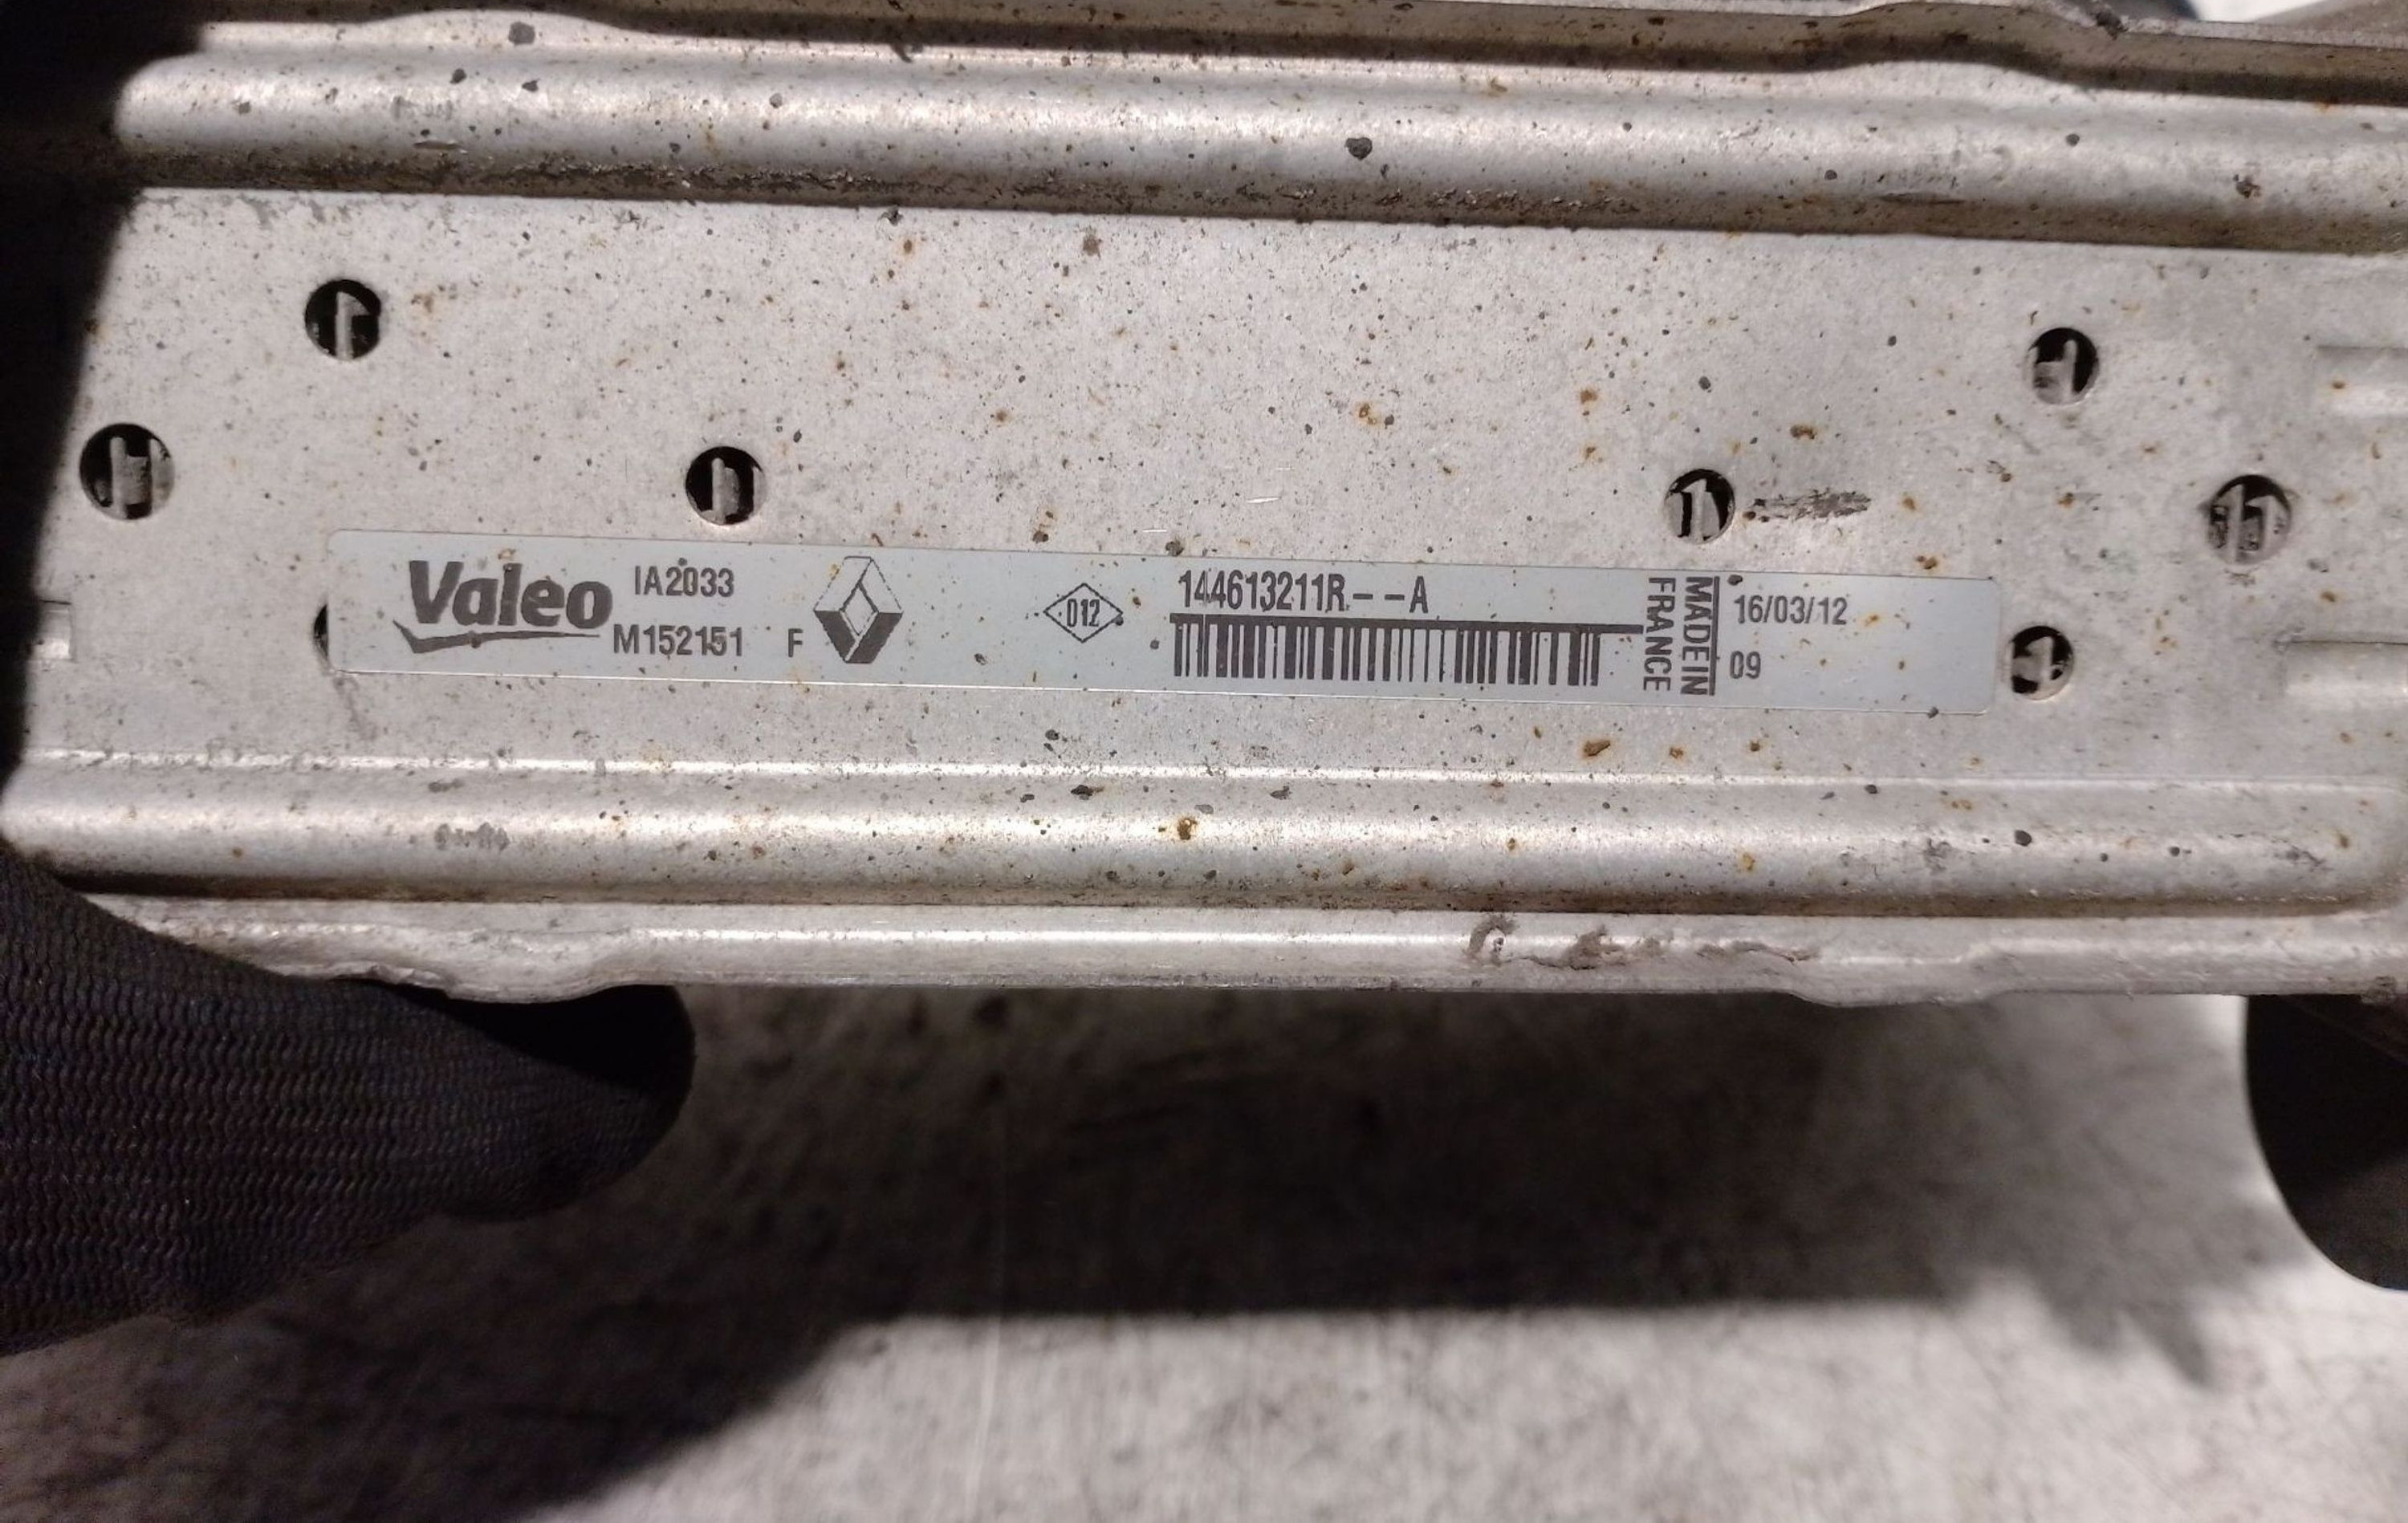 Valeo
IA2033
M152151 F
012
144613211R--A
MADE IN
FRANCE
16/03/12
09